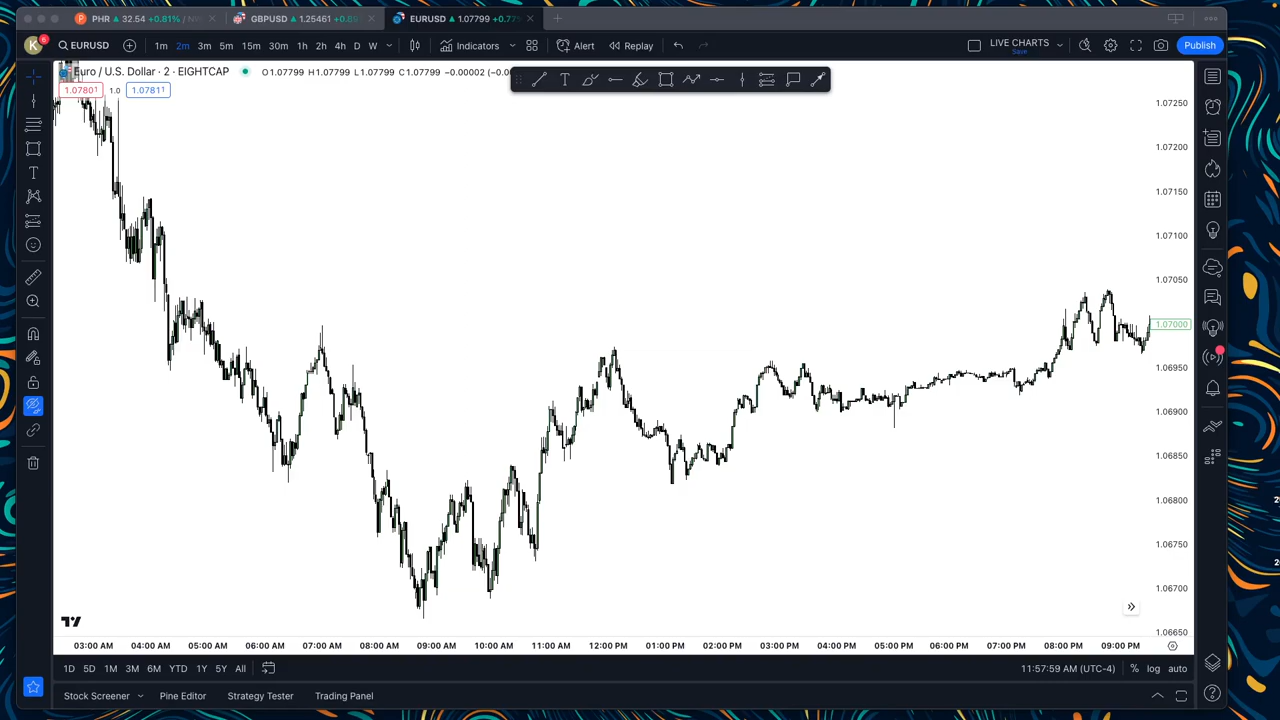 PHR ▲ 32.54 +0.81% / N
GBPUSD ▲ 1.25461 +0.6
EURUSD ▲ 1.07799 +0.77
K 6 EURUSD 1m 2m 3m 5m 15m 30m 1h 2h 4h D W Indicators Alert Replay LIVE CHARTS Save Publish
Euro / U.S. Dollar · 2 · EIGHTCAP O1.07799 H1.07799 L1.07799 C1.07799 −0.00002 (−0.0
1.07801 1.0 1.07811
1.07250
1.07200
1.07150
1.07100
1.07050
1.07000
1.06950
1.06900
1.06850
1.06800
1.06750
1.06700
1.06650
03:00 AM 04:00 AM 05:00 AM 06:00 AM 07:00 AM 08:00 AM 09:00 AM 10:00 AM 11:00 AM 12:00 PM 01:00 PM 02:00 PM 03:00 PM 04:00 PM 05:00 PM 06:00 PM 07:00 PM 08:00 PM 09:00 PM
1D 5D 1M 3M 6M YTD 1Y 5Y All 11:57:59 AM (UTC-4) % log auto
Stock Screener Pine Editor Strategy Tester Trading Panel